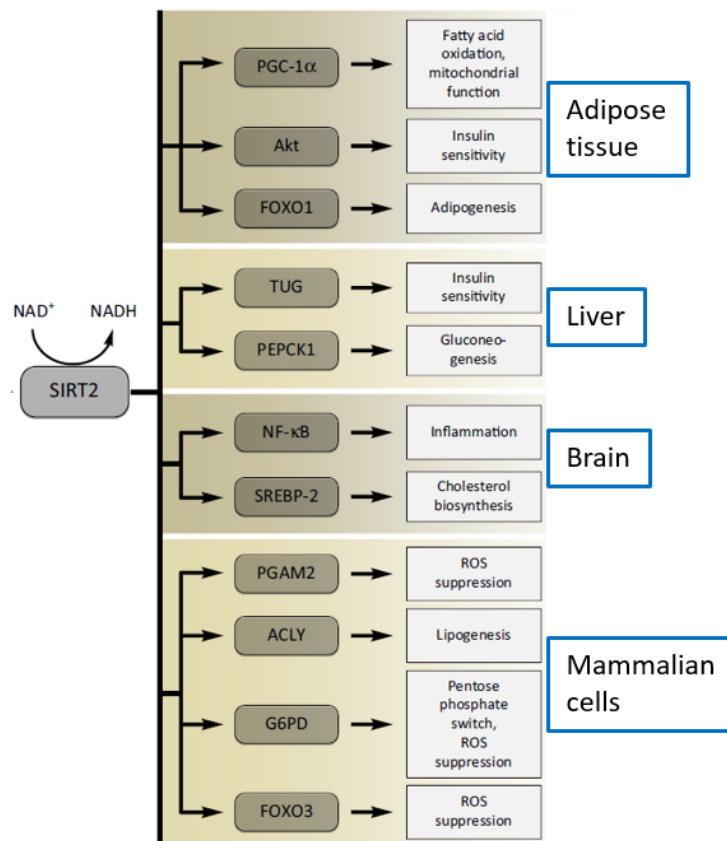 PGC-1α
Fatty acid
oxidation,
mitochondrial
function
Adipose
tissue
Akt
Insulin
sensitivity
FOXO1
Adipogenesis
NAD⁺
NADH
SIRT2
TUG
Insulin
sensitivity
Liver
PEPCK1
Gluconeo-
genesis
NF-κB
Inflammation
Brain
SREBP-2
Cholesterol
biosynthesis
PGAM2
ROS
suppression
ACLY
Lipogenesis
Mammalian
cells
G6PD
Pentose
phosphate
switch,
ROS
suppression
FOXO3
ROS
suppression